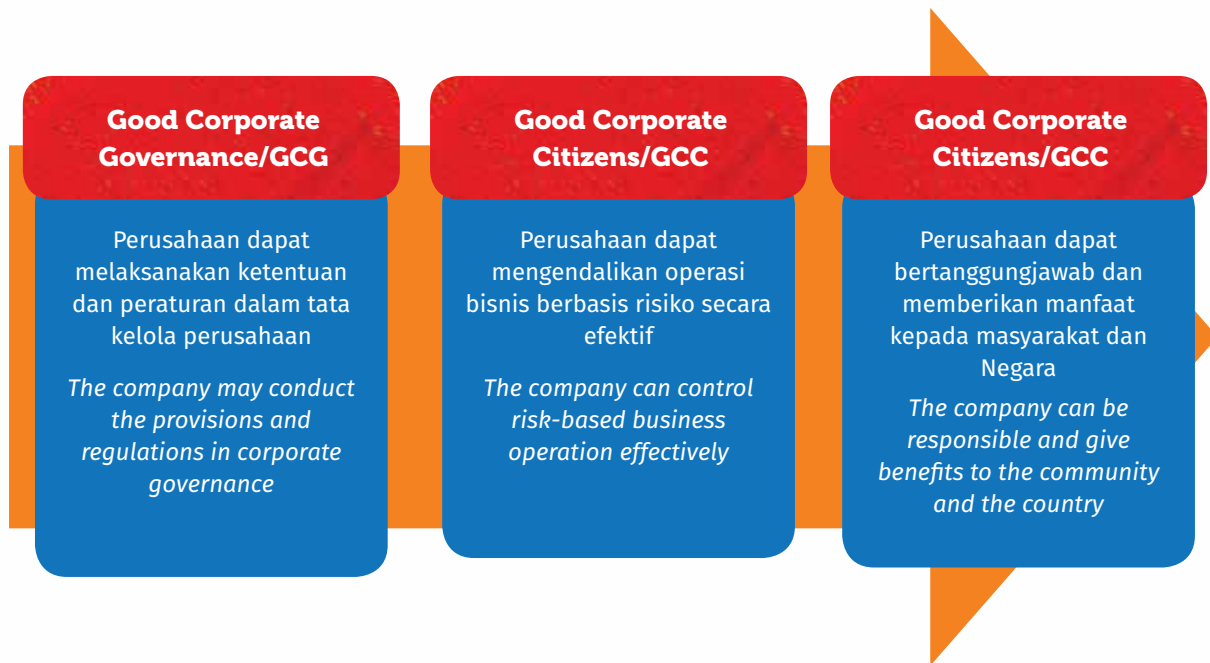 Good Corporate
Governance/GCG
Perusahaan dapat
melaksanakan ketentuan
dan peraturan dalam tata
kelola perusahaan
The company may conduct
the provisions and
regulations in corporate
governance
Good Corporate
Citizens/GCC
Perusahaan dapat
mengendalikan operasi
bisnis berbasis risiko secara
efektif
The company can control
risk-based business
operation effectively
Good Corporate
Citizens/GCC
Perusahaan dapat
bertanggungjawab dan
memberikan manfaat
kepada masyarakat dan
Negara
The company can be
responsible and give
benefits to the community
and the country